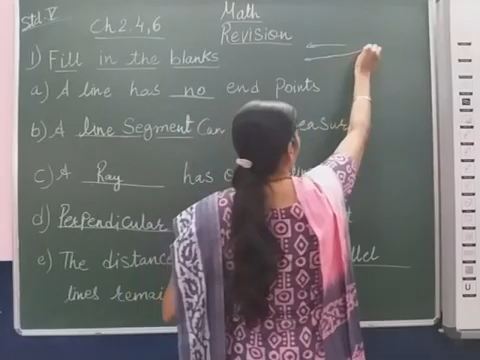 Std-V
Math
Ch 2,4,6
Revision
1) Fill in the blanks
a) A line has no end Points
b) A line Segment Can
c) A Ray has
d) Perpendicular
e) The distance
lines